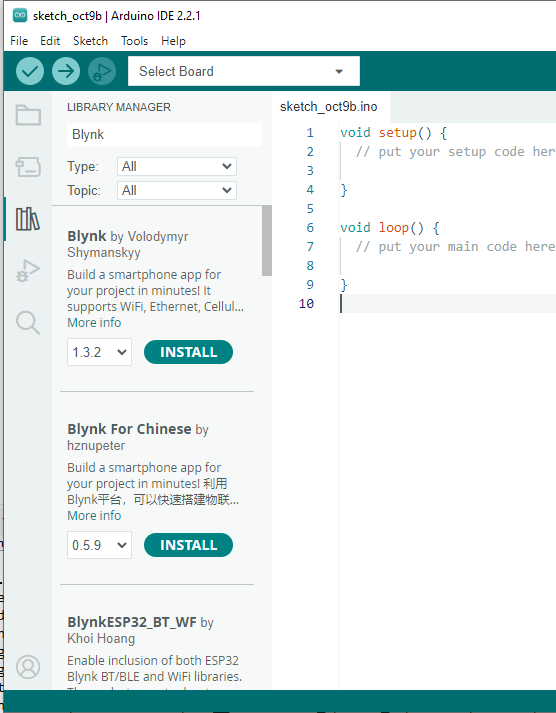 sketch_oct9b | Arduino IDE 2.2.1
File Edit Sketch Tools Help
Select Board
LIBRARY MANAGER
Blynk
Type: All
Topic: All
Blynk by Volodymyr
Shymanskyy
Build a smartphone app for
your project in minutes! It
supports WiFi, Ethernet, Cellul...
More info
1.3.2 INSTALL
Blynk For Chinese by
hznupeter
Build a smartphone app for
your project in minutes! 利用
Blynk平台，可以快速搭建物联...
More info
0.5.9 INSTALL
BlynkESP32_BT_WF by
Khoi Hoang
Enable inclusion of both ESP32
Blynk BT/BLE and WiFi libraries.
sketch_oct9b.ino
1 void setup() {
2 // put your setup code her
3
4 }
5
6 void loop() {
7 // put your main code here
8
9 }
10